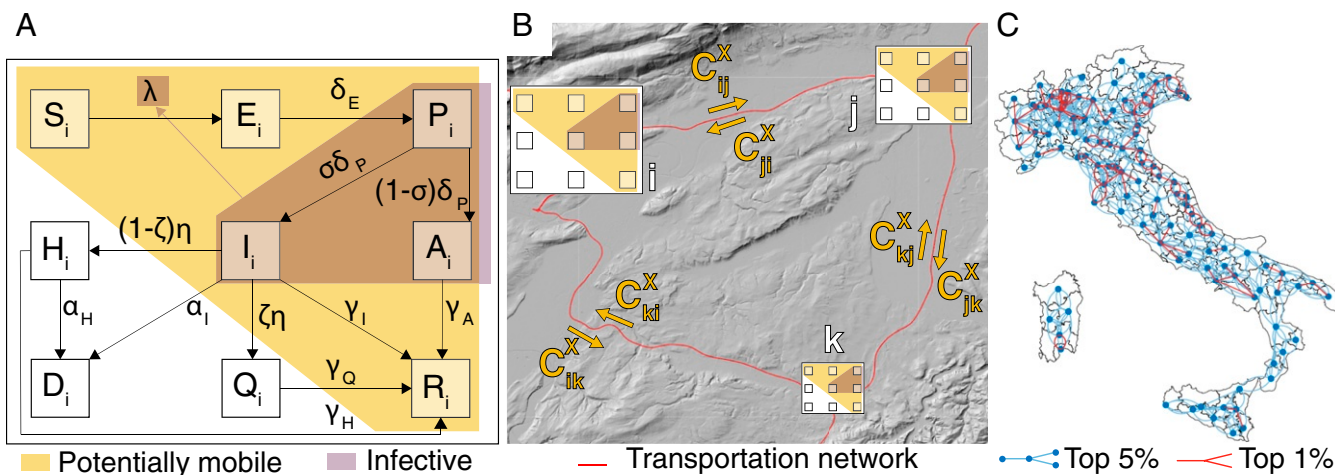 A
B
C
λ
δ_E
S_i
E_i
P_i
σδ_P
(1-σ)δ_P
(1-ζ)η
H_i
I_i
A_i
α_H
α_I
ζη
γ_I
γ_A
D_i
Q_i
γ_Q
R_i
γ_H
Potentially mobile
Infective
C^X_ij
C^X_ji
i
j
C^X_kj
C^X_jk
C^X_ki
C^X_ik
k
Transportation network
Top 5%
Top 1%